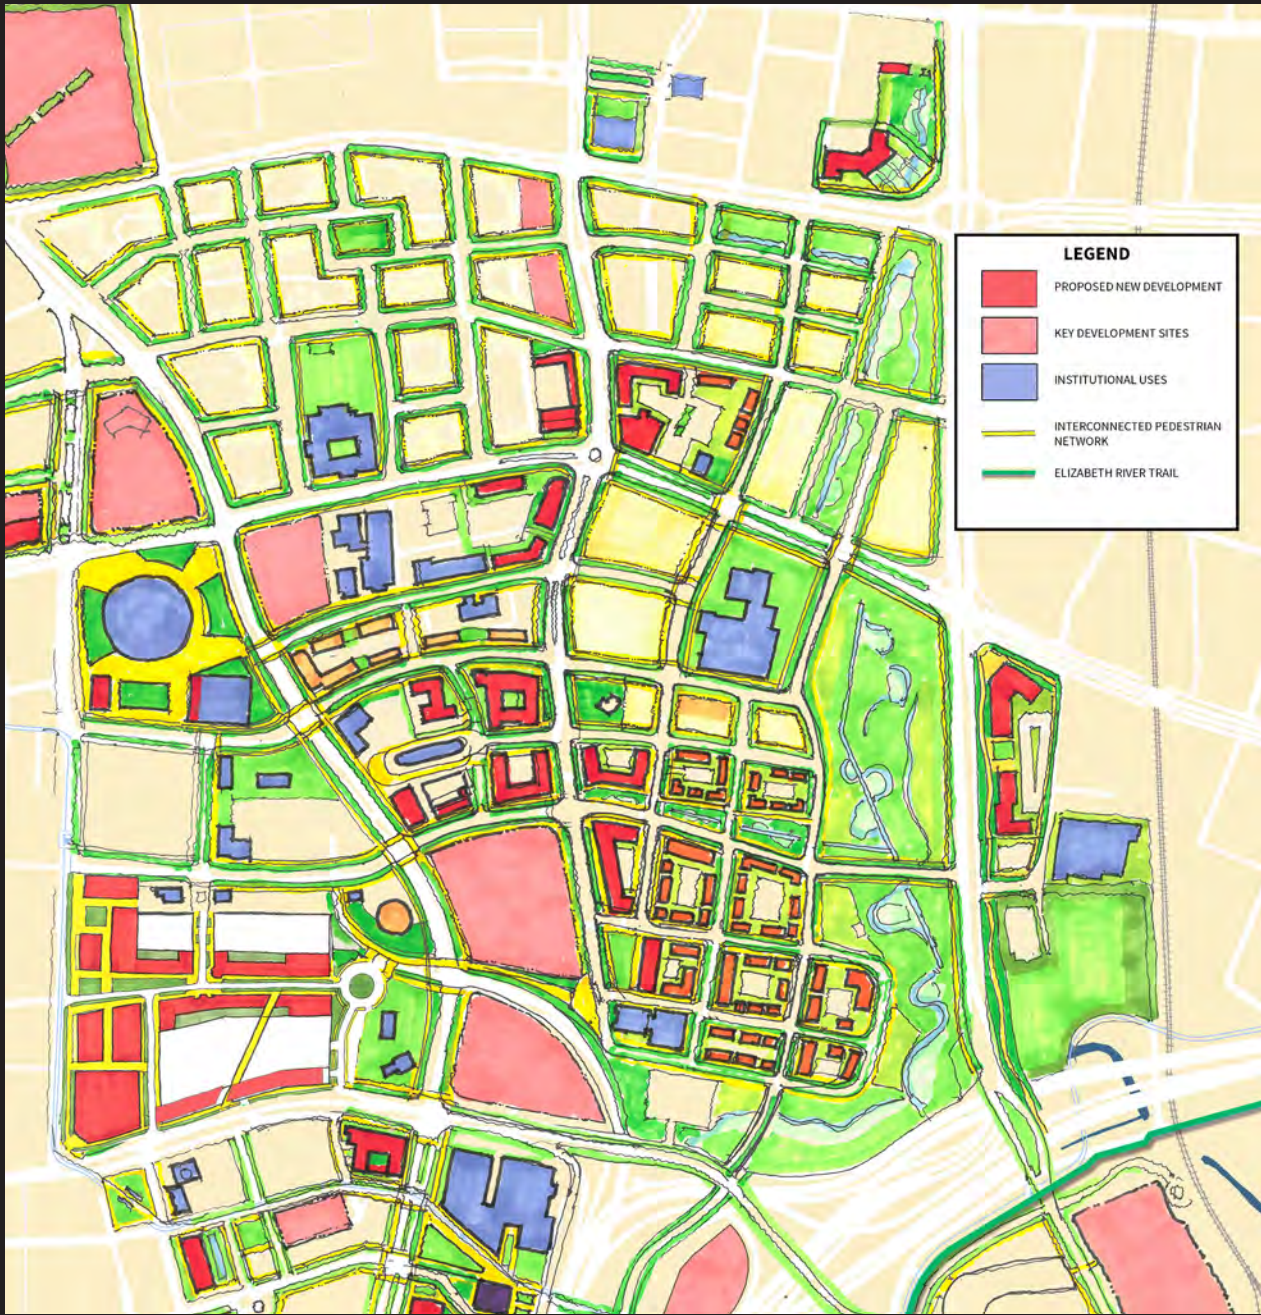 LEGEND
PROPOSED NEW DEVELOPMENT
KEY DEVELOPMENT SITES
INSTITUTIONAL USES
INTERCONNECTED PEDESTRIAN
NETWORK
ELIZABETH RIVER TRAIL